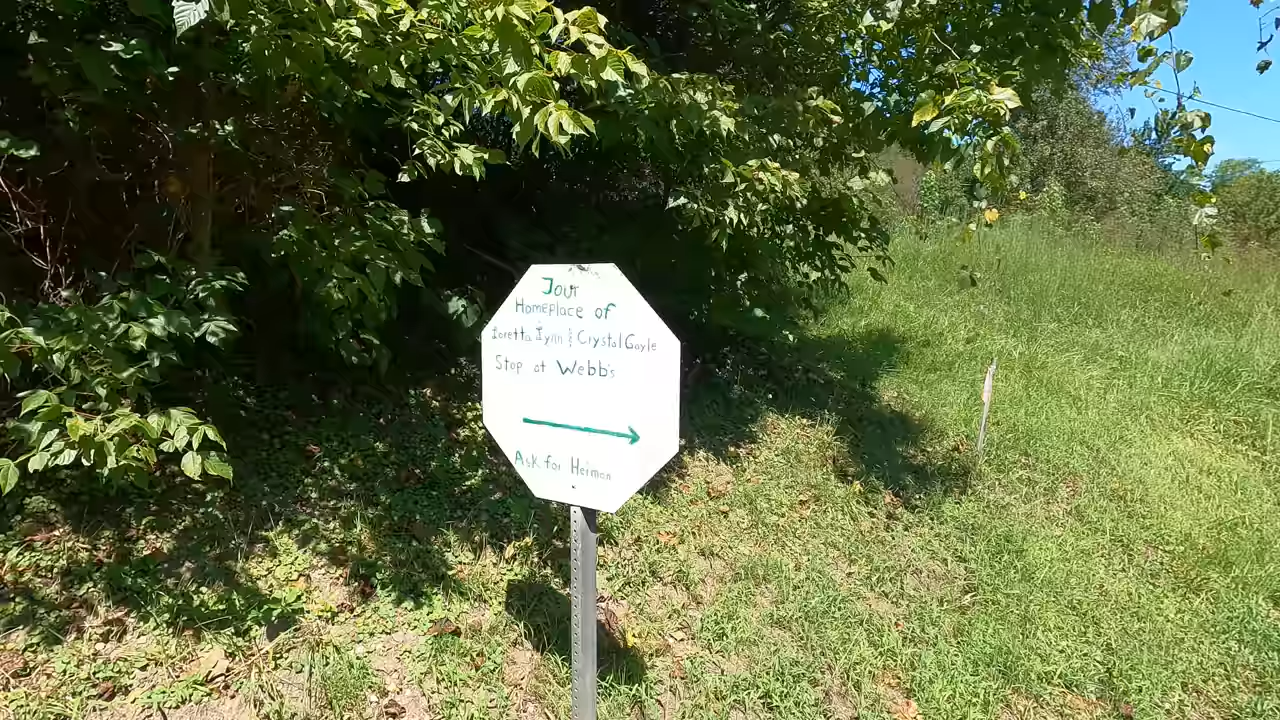 Tour
Homeplace of
Loretta Lynn & Crystal Gayle
Stop at Webb's
Ask for Herman